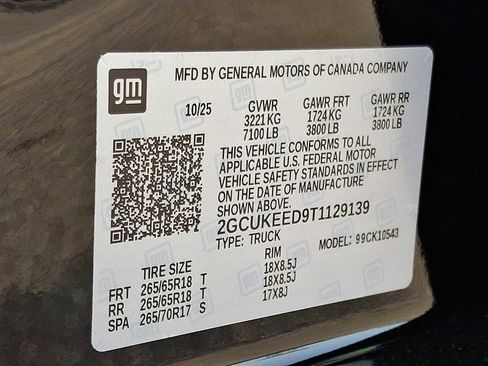 gm
MFD BY GENERAL MOTORS OF CANADA COMPANY
10/25 GVWR GAWR FRT GAWR RR
3221 KG 1724 KG 1724 KG
7100 LB 3800 LB 3800 LB
THIS VEHICLE CONFORMS TO ALL
APPLICABLE U.S. FEDERAL MOTOR
VEHICLE SAFETY STANDARDS IN EFFECT
ON THE DATE OF MANUFACTURE
SHOWN ABOVE.
2GCUKEED9T1129139
TYPE: TRUCK MODEL: 99CK10543
TIRE SIZE RIM
FRT 265/65R18 T 18X8.5J
RR 265/65R18 T 18X8.5J
SPA 265/70R17 S 17X8J